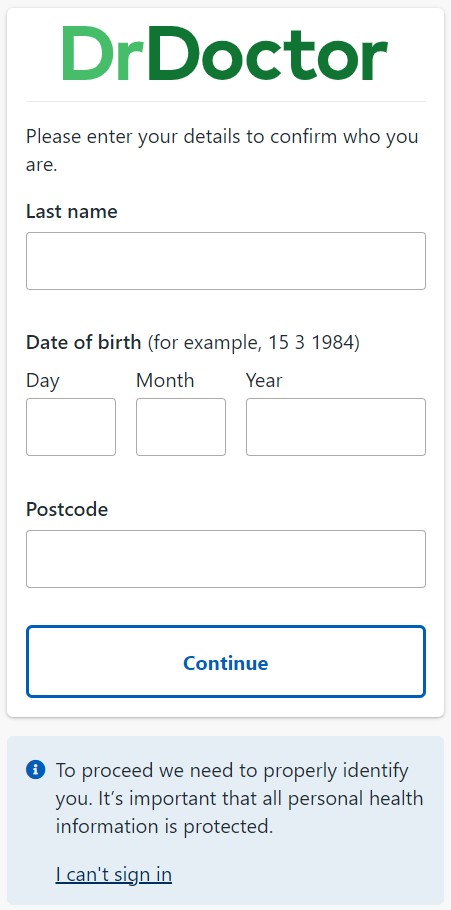 DrDoctor
Please enter your details to confirm who you
are.
Last name
Date of birth (for example, 15 3 1984)
Day Month Year
Postcode
Continue
To proceed we need to properly identify
you. It’s important that all personal health
information is protected.
I can't sign in